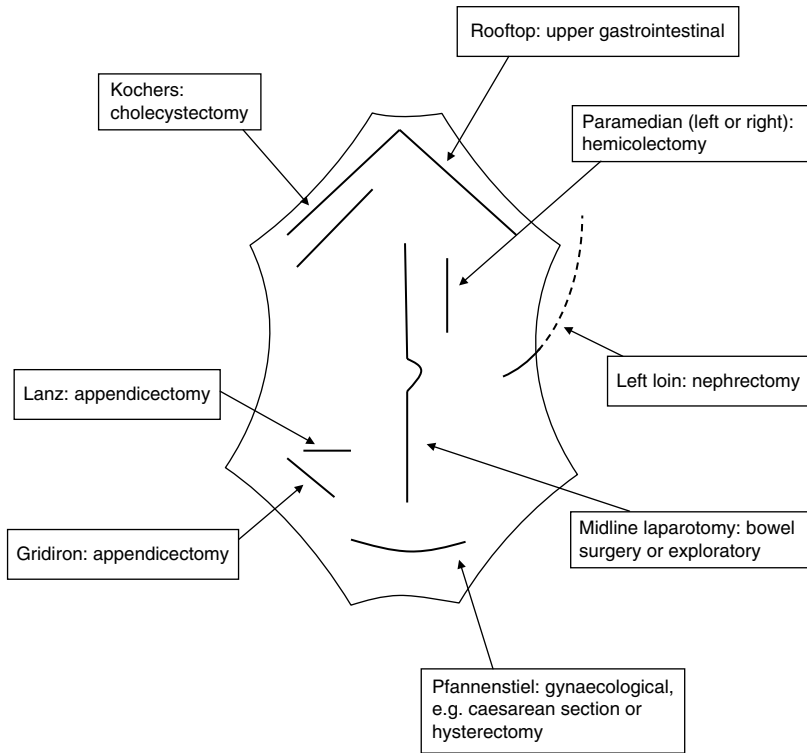 Rooftop: upper gastrointestinal
Kochers:
cholecystectomy
Paramedian (left or right):
hemicolectomy
Left loin: nephrectomy
Lanz: appendicectomy
Midline laparotomy: bowel
surgery or exploratory
Gridiron: appendicectomy
Pfannenstiel: gynaecological,
e.g. caesarean section or
hysterectomy